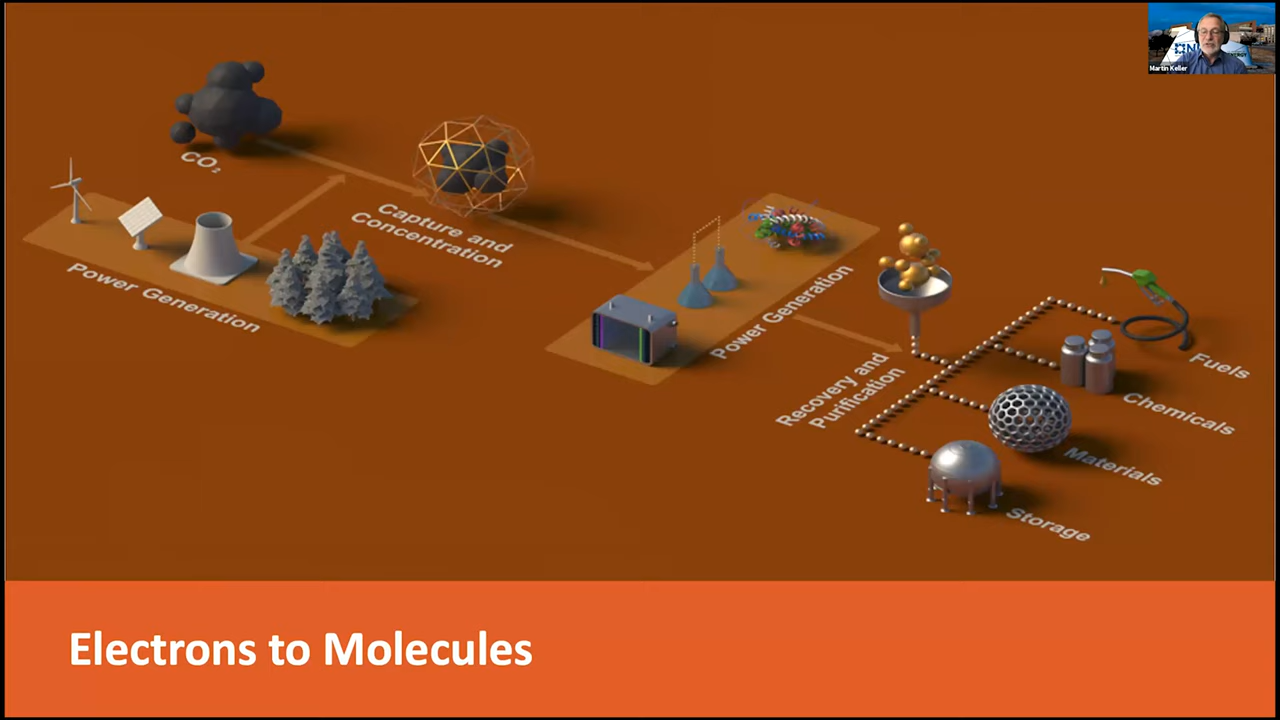 Martin Keller
CO₂
Capture and
Concentration
Power Generation
Power Generation
Recovery and
Purification
Fuels
Chemicals
Materials
Storage
Electrons to Molecules